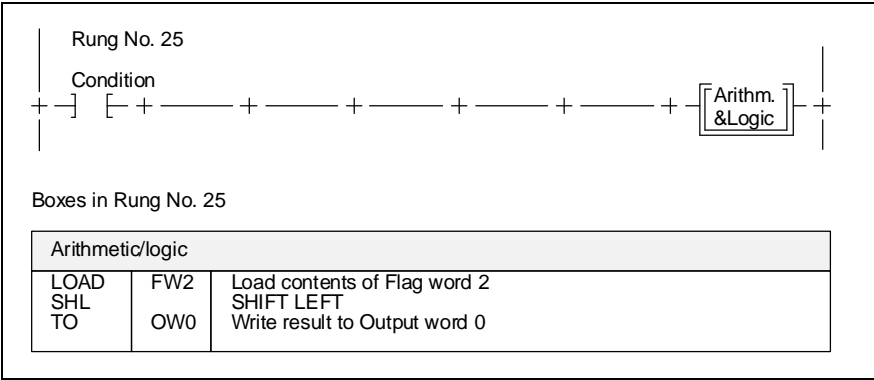 Rung No. 25
Condition
Arithm.
&Logic
Boxes in Rung No. 25
Arithmetic/logic
LOAD FW2 Load contents of Flag word 2
SHL SHIFT LEFT
TO OW0 Write result to Output word 0